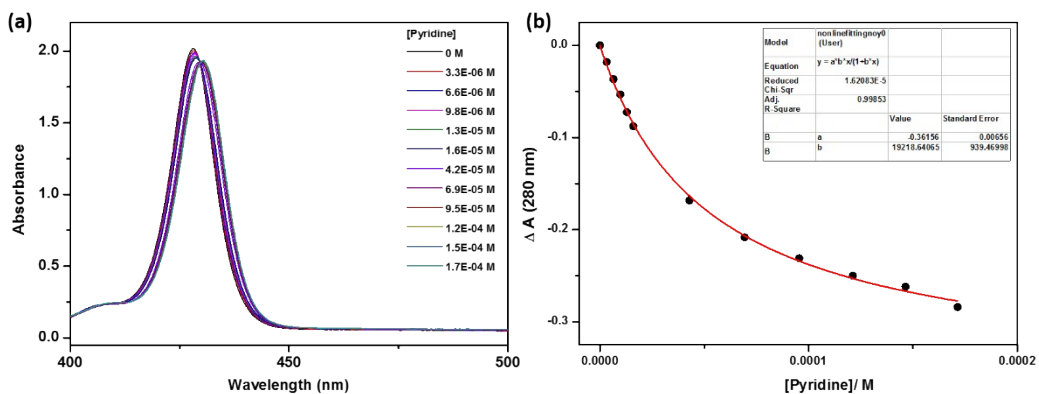 (a)
[Pyridine]
0 M
3.3E-06 M
6.6E-06 M
9.8E-06 M
1.3E-05 M
1.6E-05 M
4.2E-05 M
6.9E-05 M
9.5E-05 M
1.2E-04 M
1.5E-04 M
1.7E-04 M
2.0
1.5
1.0
0.5
0.0
Absorbance
400
450
500
Wavelength (nm)
(b)
Model
nonlinefittingnoy0
(User)
Equation
y = a*b*x/(1+b*x)
Reduced
Chi-Sqr
1.62083E-5
Adj.
R-Square
0.99853
Value
Standard Error
B
a
-0.36156
0.00656
B
b
19218.64065
939.46998
0.0
-0.1
-0.2
-0.3
Δ A (280 nm)
0.0000
0.0001
0.0002
[Pyridine]/ M